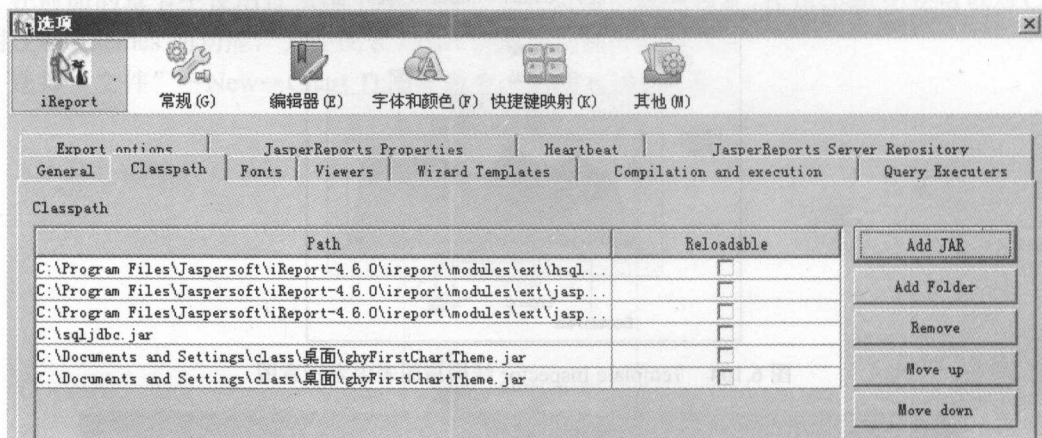 选项
iReport
常规(G)
编辑器(E)
字体和颜色(F)
快捷键映射(K)
其他(M)
Export options
JasperReports Properties
Heartbeat
JasperReports Server Repository
General
Classpath
Fonts
Viewers
Wizard Templates
Compilation and execution
Query Executers
Classpath
Path
Reloadable
C:\Program Files\Jaspersoft\iReport-4.6.0\ireport\modules\ext\hsql...
C:\Program Files\Jaspersoft\iReport-4.6.0\ireport\modules\ext\jasp...
C:\Program Files\Jaspersoft\iReport-4.6.0\ireport\modules\ext\jasp...
C:\sqljdbc.jar
C:\Documents and Settings\class\桌面\ghyFirstChartTheme.jar
C:\Documents and Settings\class\桌面\ghyFirstChartTheme.jar
Add JAR
Add Folder
Remove
Move up
Move down